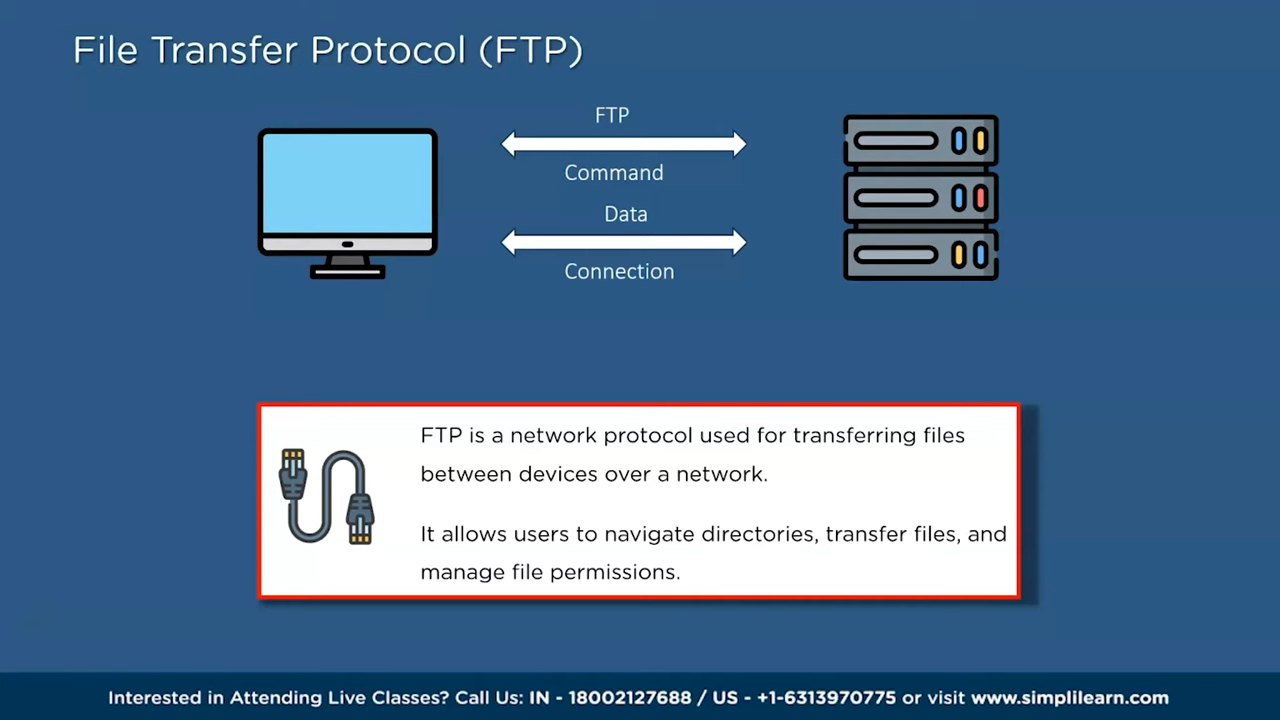 File Transfer Protocol (FTP)
FTP
Command
Data
Connection
FTP is a network protocol used for transferring files
between devices over a network.
It allows users to navigate directories, transfer files, and
manage file permissions.
Interested in Attending Live Classes? Call Us: IN - 18002127688 / US - +1-6313970775 or visit www.simplilearn.com